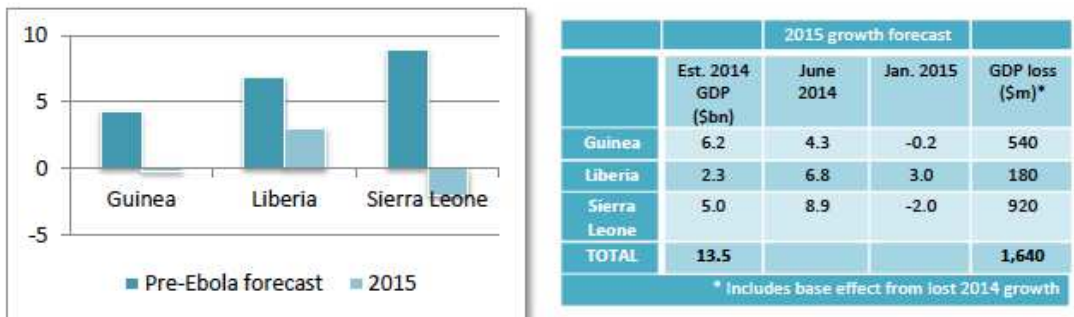 10
5
0
-5
Guinea Liberia Sierra Leone
Pre-Ebola forecast 2015
2015 growth forecast
Est. 2014 GDP ($bn) June 2014 Jan. 2015 GDP loss ($m)*
Guinea 6.2 4.3 -0.2 540
Liberia 2.3 6.8 3.0 180
Sierra Leone 5.0 8.9 -2.0 920
TOTAL 13.5 1,640
* Includes base effect from lost 2014 growth